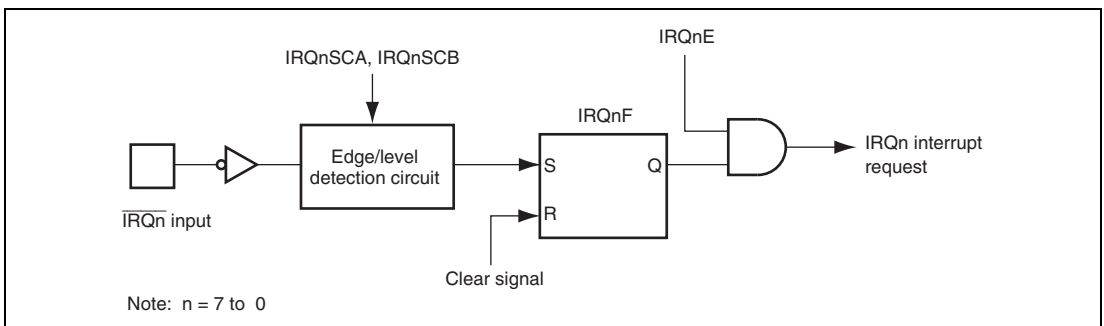 IRQnE
IRQnSCA, IRQnSCB
IRQnF
Edge/level
detection circuit
S
Q
R
IRQn interrupt
request
IRQn input
Clear signal
Note: n = 7 to 0